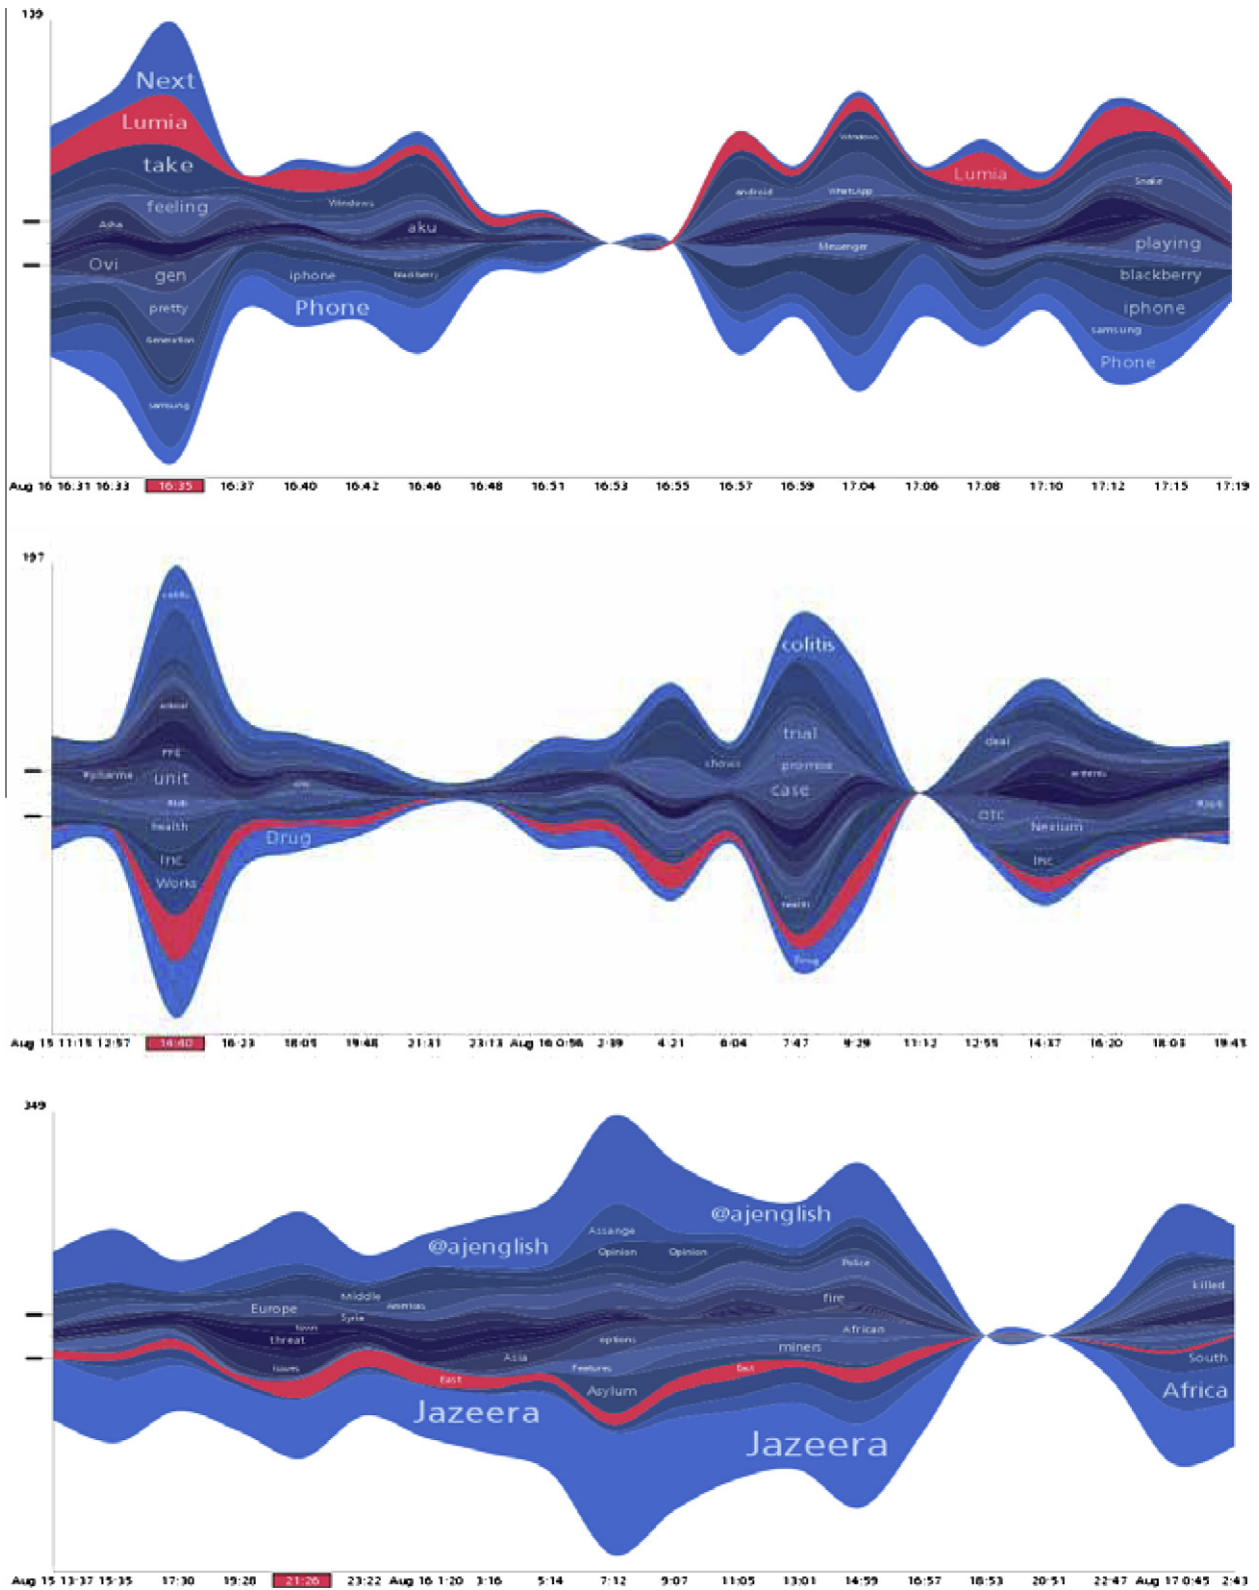 139
Next
Lumia
take
feeling
Asha
Windows
aku
Ovi
gen
iphone
blackberry
pretty
Phone
Generation
samsung
Windows
android
WhatsApp
Lumia
Snake
Messenger
playing
blackberry
iphone
samsung
Phone
Aug 16 16:31 16:33 16:35 16:37 16:40 16:42 16:46 16:48 16:51 16:53 16:55 16:57 16:59 17:04 17:06 17:08 17:10 17:12 17:15 17:19
197
colitis
unit
health
Inc
Works
Drug
colitis
trial
shows
promise
case
health
Drug
deal
OTC
Nexium
Inc
Aug 15 11:15 12:57 14:40 16:23 18:05 19:48 21:31 23:13 Aug 16 0:56 2:39 4:21 6:04 7:47 9:29 11:12 12:55 14:37 16:20 18:03 19:45
349
@ajenglish
Assange
@ajenglish
Opinion Opinion
Police
Middle
Americas
Europe
Syria
town
threat
fire
options
African
killed
Asia
miners
issues
Features
East
East
Asylum
South
Jazeera
Africa
Jazeera
Aug 15 13:37 15:35 17:30 19:28 21:26 23:22 Aug 16 1:20 3:16 5:14 7:12 9:07 11:05 13:01 14:59 16:57 18:53 20:51 22:47 Aug 17 0:45 2:43